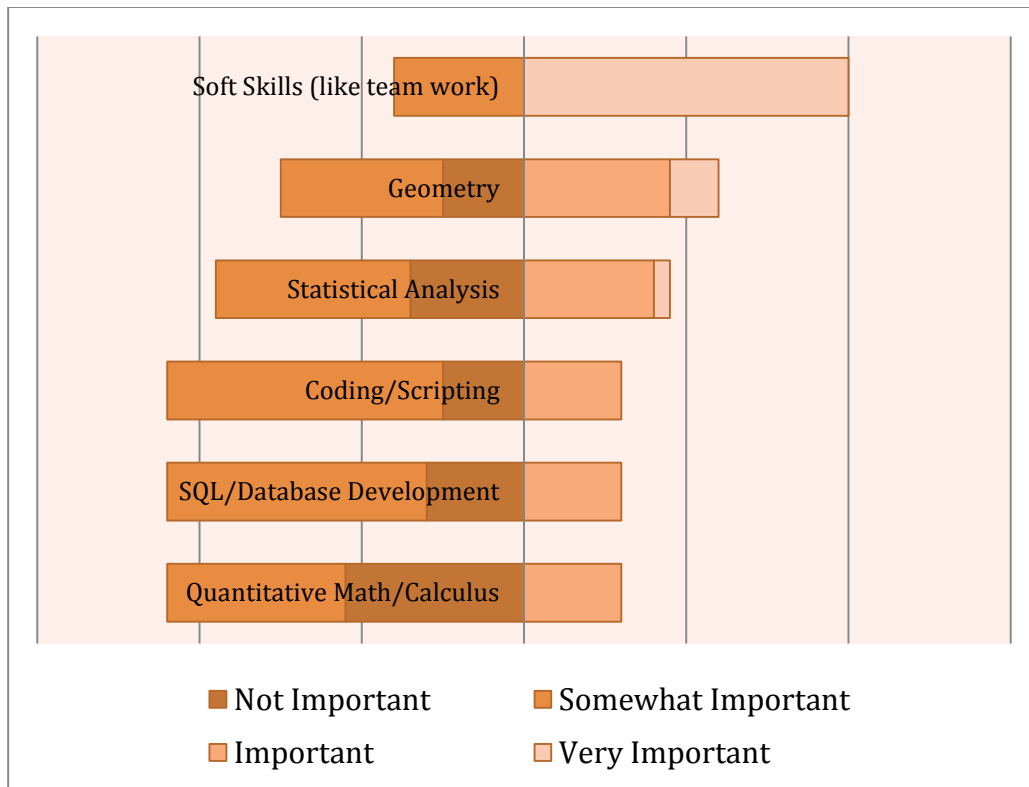 Soft Skills (like team work)
Geometry
Statistical Analysis
Coding/Scripting
SQL/Database Development
Quantitative Math/Calculus
Not Important
Somewhat Important
Important
Very Important